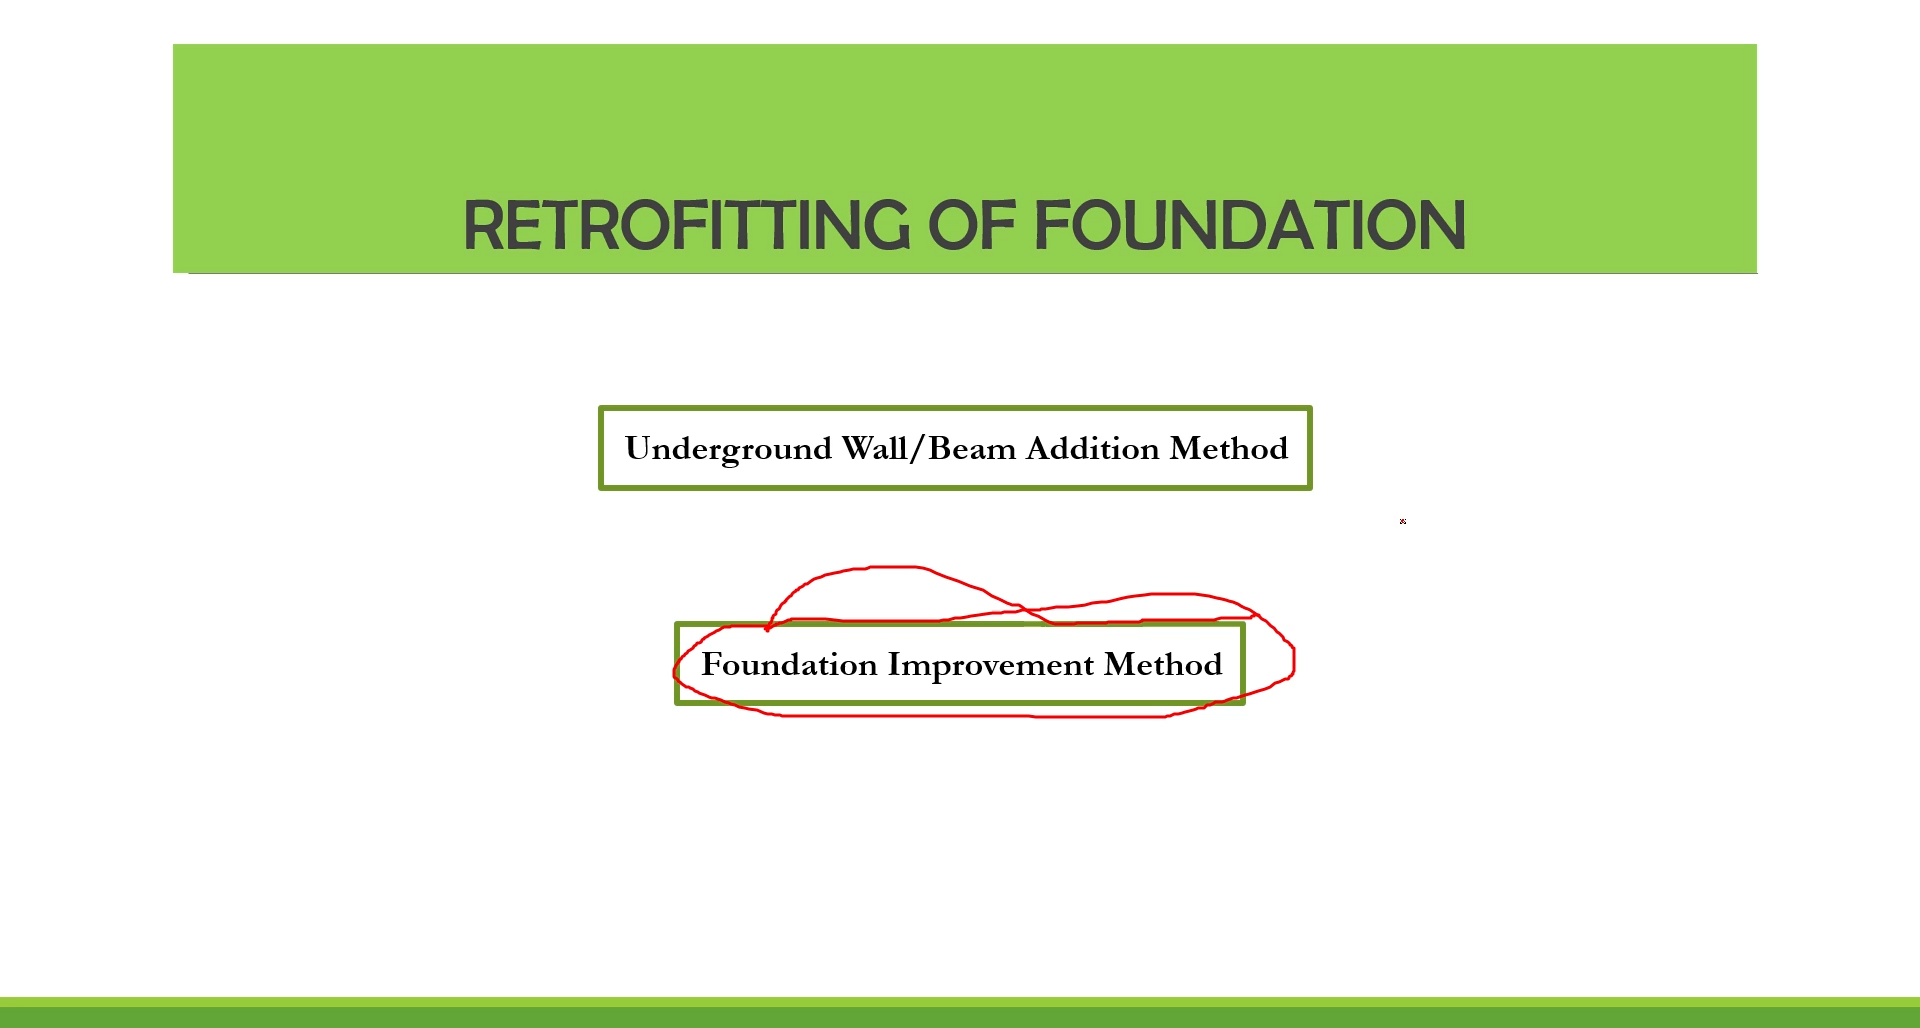 RETROFITTING OF FOUNDATION
Underground Wall/Beam Addition Method
Foundation Improvement Method